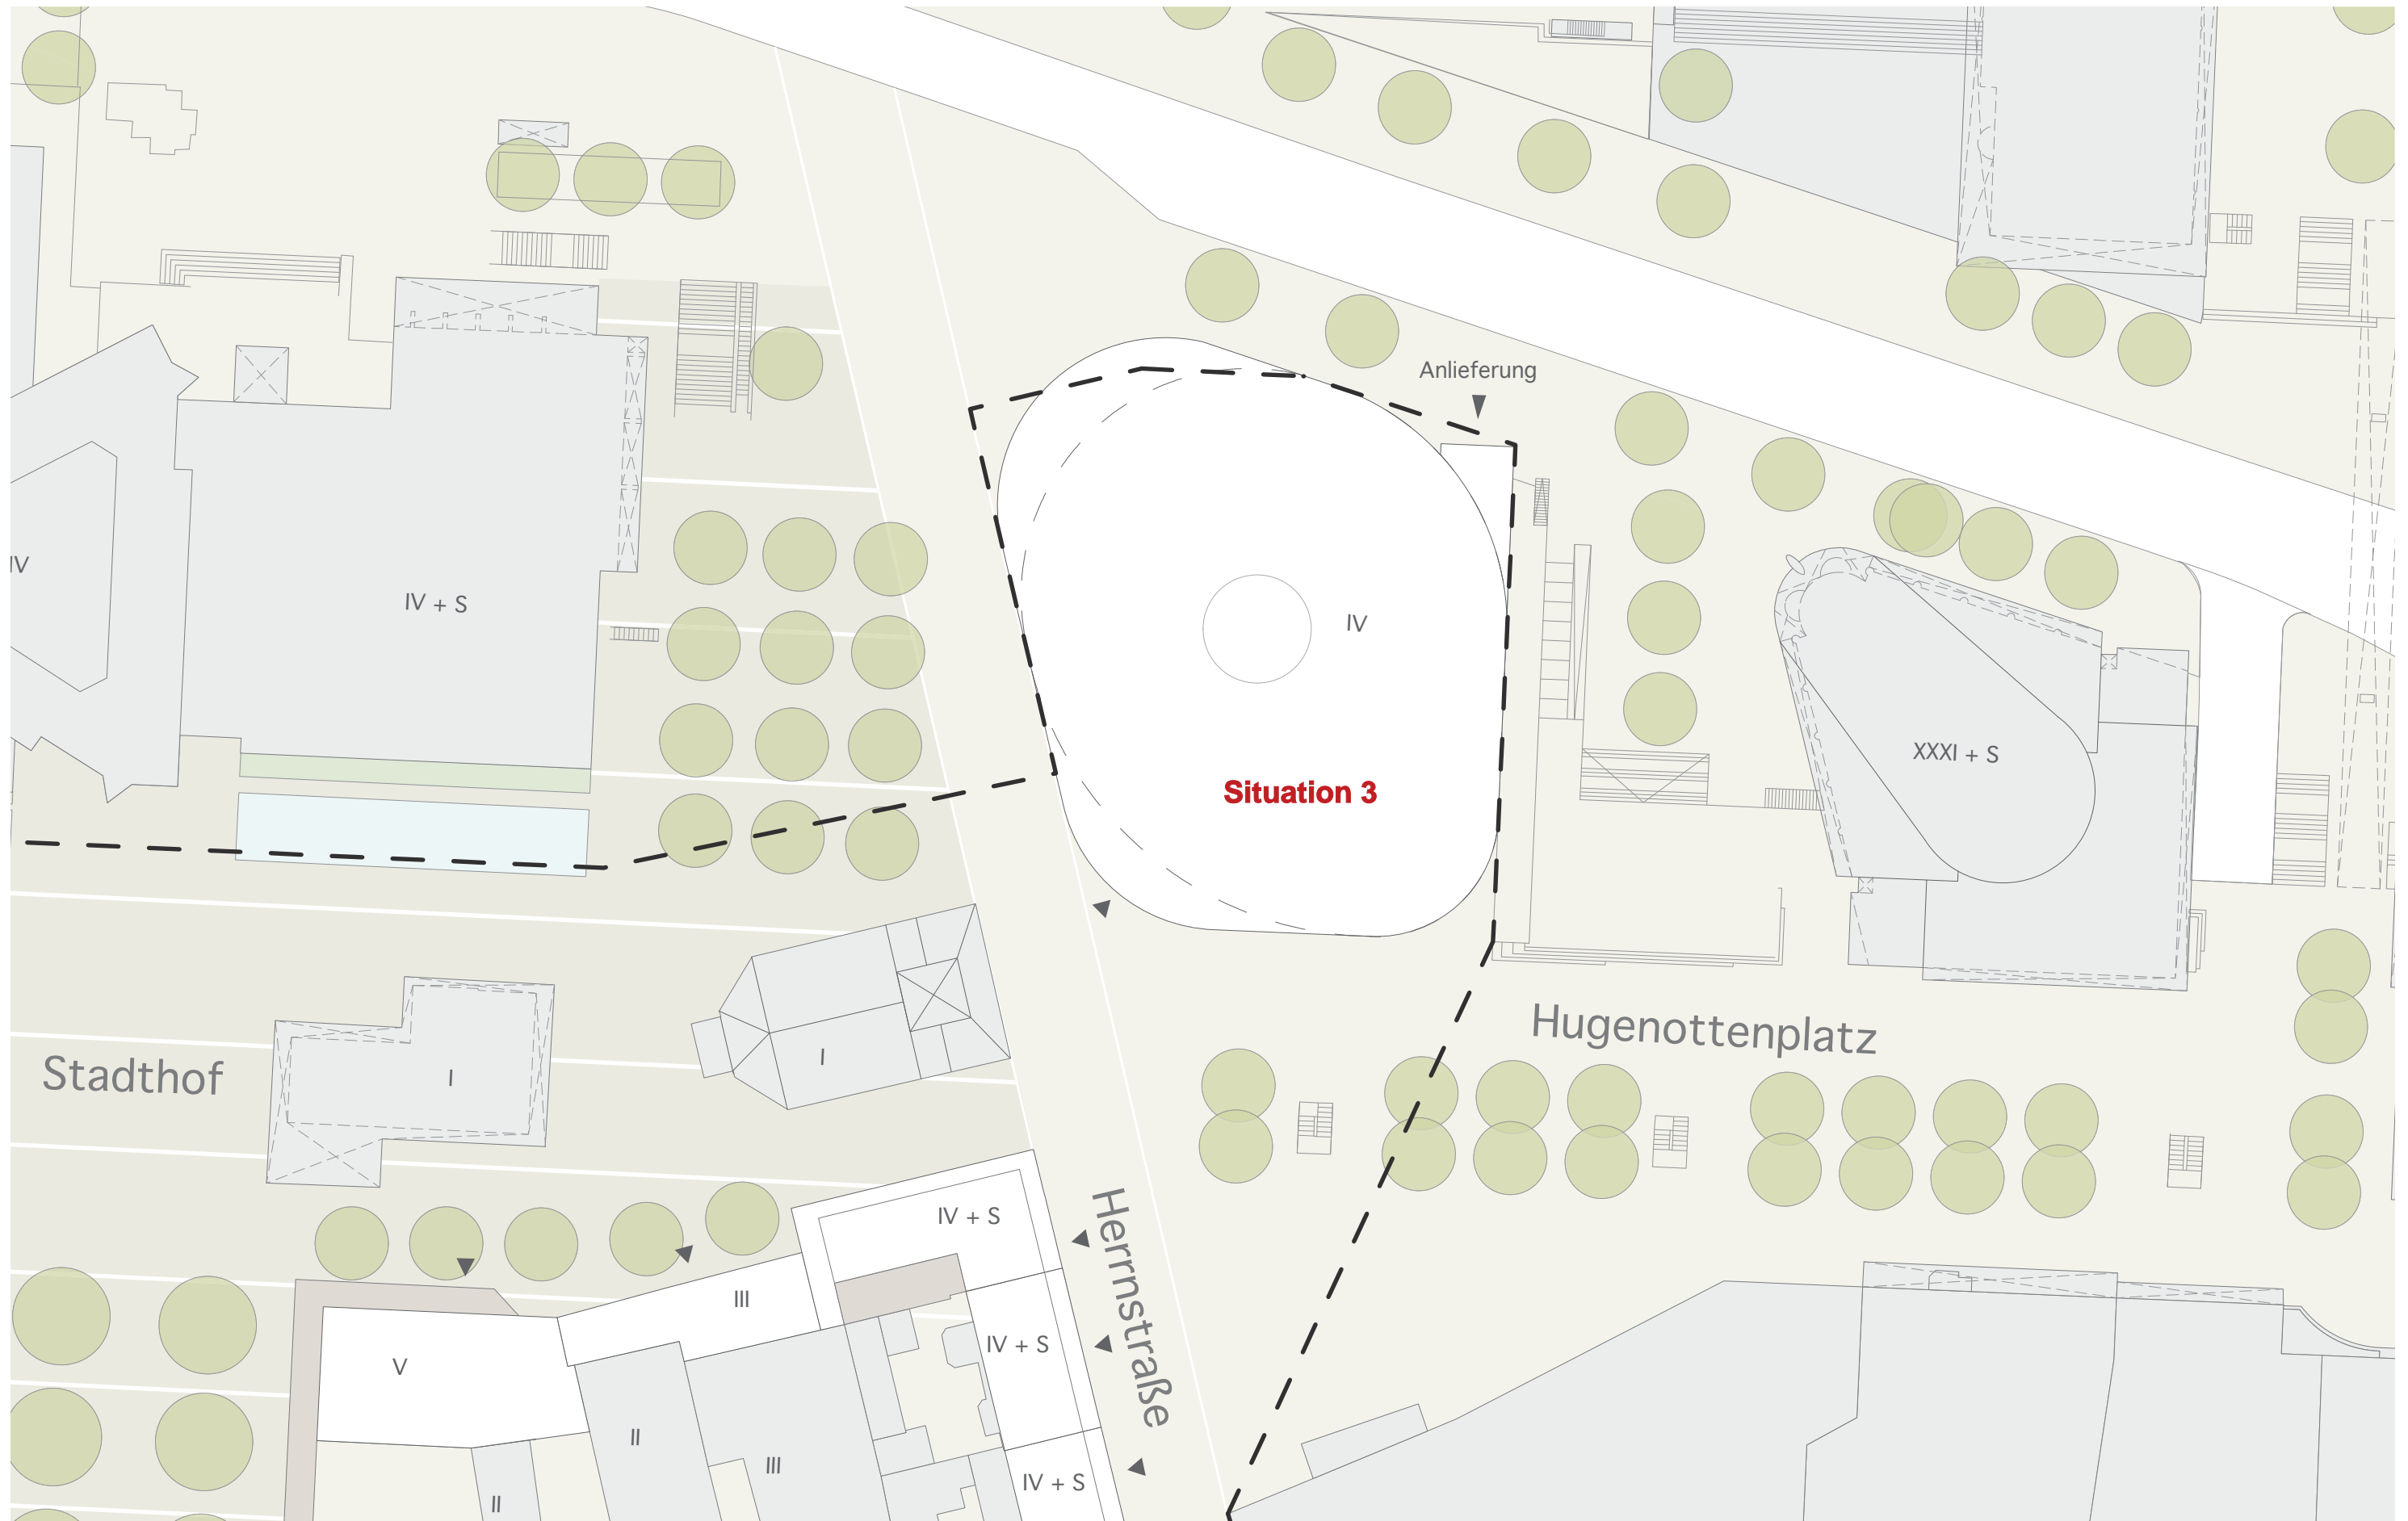 Anlieferung
IV
IV + S
IV
XXXI + S
Situation 3
Hugenottenplatz
Stadthof
I
I
Herrnstraße
IV + S
III
IV + S
V
II
III
IV + S
II